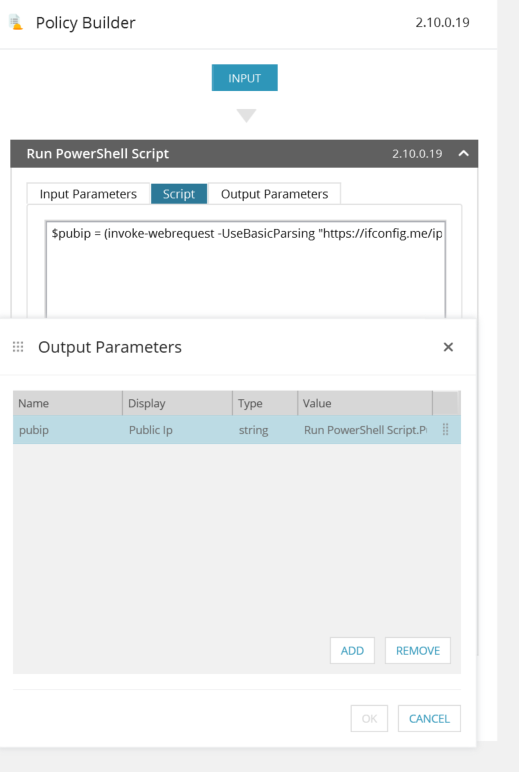 Policy Builder 2.10.0.19
INPUT
Run PowerShell Script 2.10.0.19
Input Parameters Script Output Parameters
$pubip = (invoke-webrequest -UseBasicParsing "https://ifconfig.me/ip
Output Parameters
Name Display Type Value
pubip Public Ip string Run PowerShell Script.P
ADD REMOVE
OK CANCEL